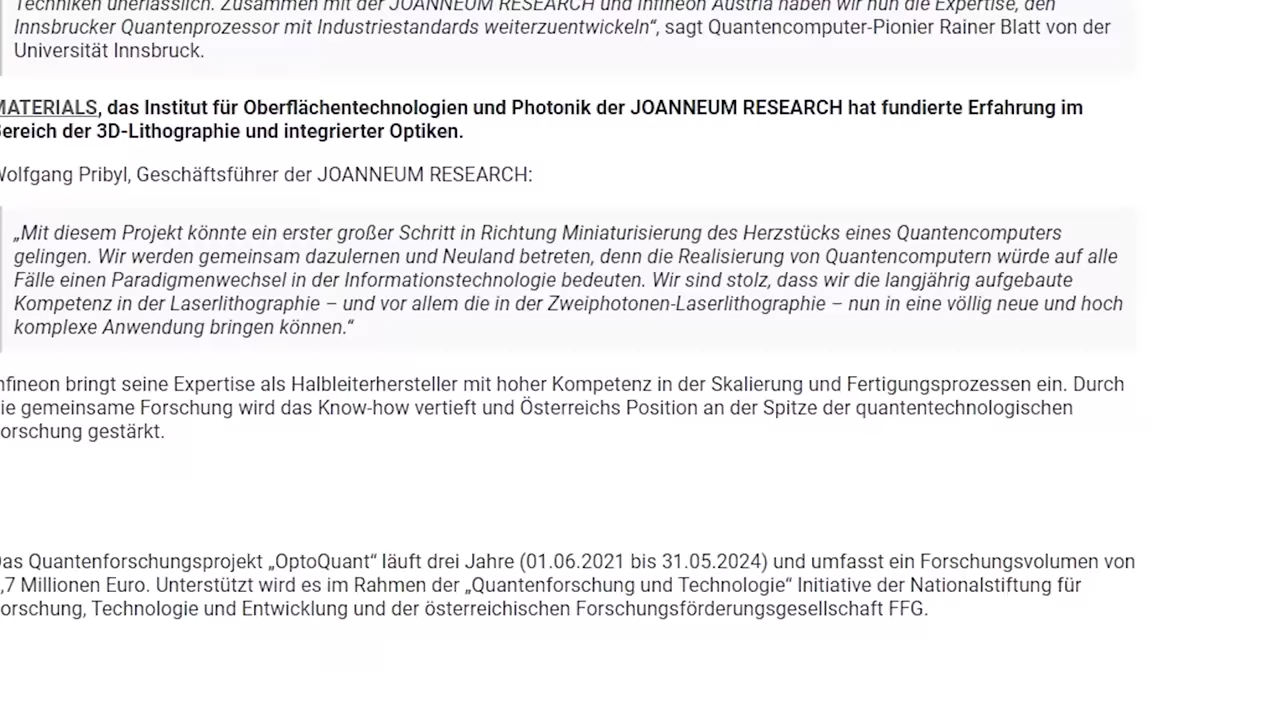 Techniken unerlässlich. Zusammen mit der JOANNEUM RESEARCH und Infineon Austria haben wir nun die Expertise, den
Innsbrucker Quantenprozessor mit Industriestandards weiterzuentwickeln“, sagt Quantencomputer-Pionier Rainer Blatt von der
Universität Innsbruck.
MATERIALS, das Institut für Oberflächentechnologien und Photonik der JOANNEUM RESEARCH hat fundierte Erfahrung im
ereich der 3D-Lithographie und integrierter Optiken.
Wolfgang Pribyl, Geschäftsführer der JOANNEUM RESEARCH:
„Mit diesem Projekt könnte ein erster großer Schritt in Richtung Miniaturisierung des Herzstücks eines Quantencomputers
gelingen. Wir werden gemeinsam dazulernen und Neuland betreten, denn die Realisierung von Quantencomputern würde auf alle
Fälle einen Paradigmenwechsel in der Informationstechnologie bedeuten. Wir sind stolz, dass wir die langjährig aufgebaute
Kompetenz in der Laserlithographie – und vor allem die in der Zweiphotonen-Laserlithographie – nun in eine völlig neue und hoch
komplexe Anwendung bringen können.“
nfineon bringt seine Expertise als Halbleiterhersteller mit hoher Kompetenz in der Skalierung und Fertigungsprozessen ein. Durch
ie gemeinsame Forschung wird das Know-how vertieft und Österreichs Position an der Spitze der quantentechnologischen
orschung gestärkt.
Das Quantenforschungsprojekt „OptoQuant“ läuft drei Jahre (01.06.2021 bis 31.05.2024) und umfasst ein Forschungsvolumen von
,7 Millionen Euro. Unterstützt wird es im Rahmen der „Quantenforschung und Technologie“ Initiative der Nationalstiftung für
orschung, Technologie und Entwicklung und der österreichischen Forschungsförderungsgesellschaft FFG.